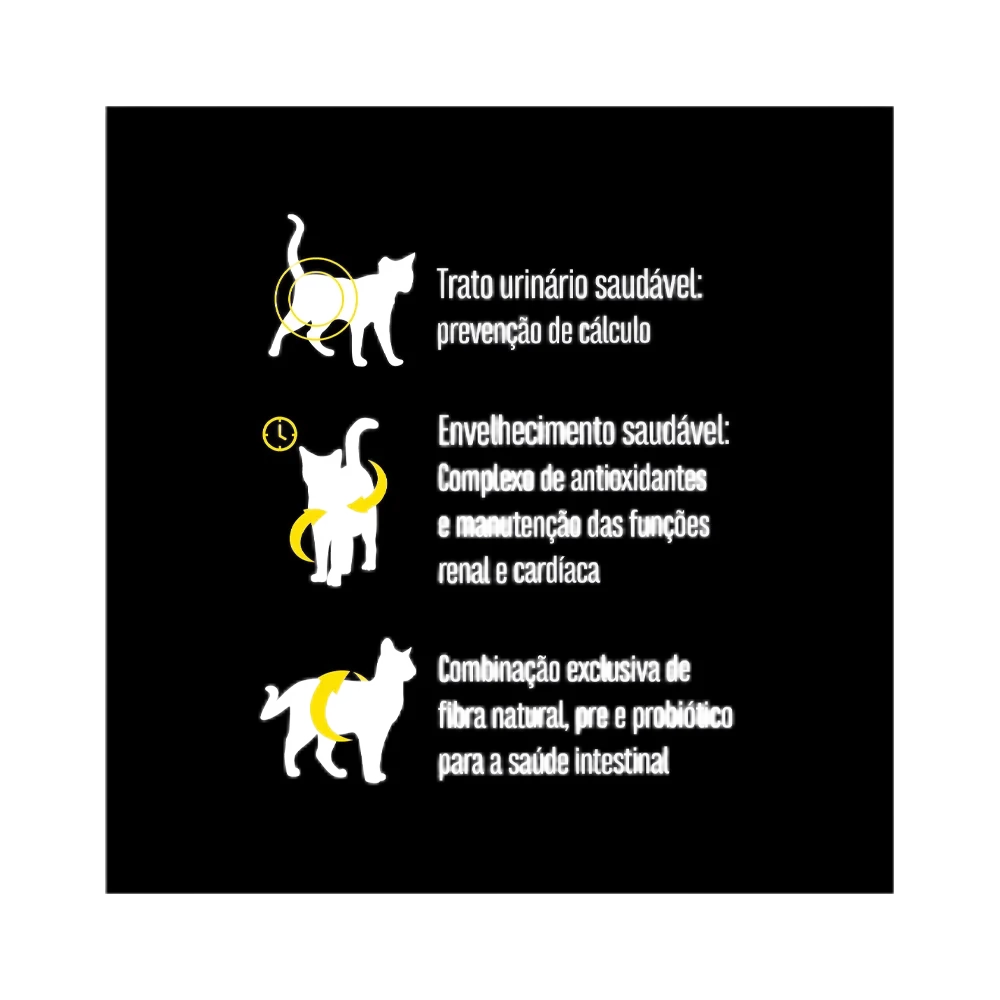 Trato urinário saudável:
prevenção de cálculo
Envelhecimento saudável:
Complexo de antioxidantes
e manutenção das funções
renal e cardíaca
Combinação exclusiva de
fibra natural, pre e probiótico
para a saúde intestinal